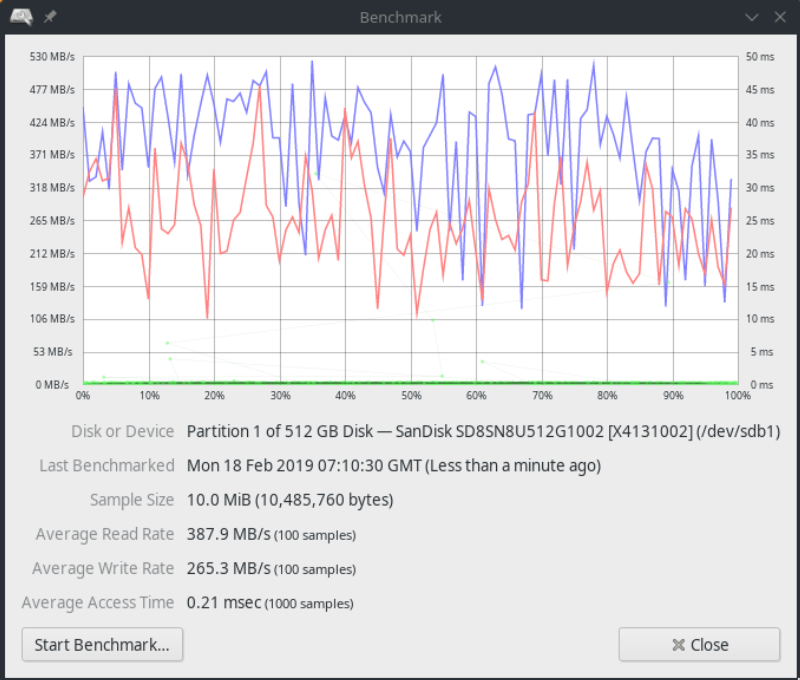 Benchmark
530 MB/s 50 ms
477 MB/s 45 ms
424 MB/s 40 ms
371 MB/s 35 ms
318 MB/s 30 ms
265 MB/s 25 ms
212 MB/s 20 ms
159 MB/s 15 ms
106 MB/s 10 ms
53 MB/s 5 ms
0 MB/s 0 ms
0% 10% 20% 30% 40% 50% 60% 70% 80% 90% 100%
Disk or Device Partition 1 of 512 GB Disk — SanDisk SD8SN8U512G1002 [X4131002] (/dev/sdb1)
Last Benchmarked Mon 18 Feb 2019 07:10:30 GMT (Less than a minute ago)
Sample Size 10.0 MiB (10,485,760 bytes)
Average Read Rate 387.9 MB/s (100 samples)
Average Write Rate 265.3 MB/s (100 samples)
Average Access Time 0.21 msec (1000 samples)
Start Benchmark... Close